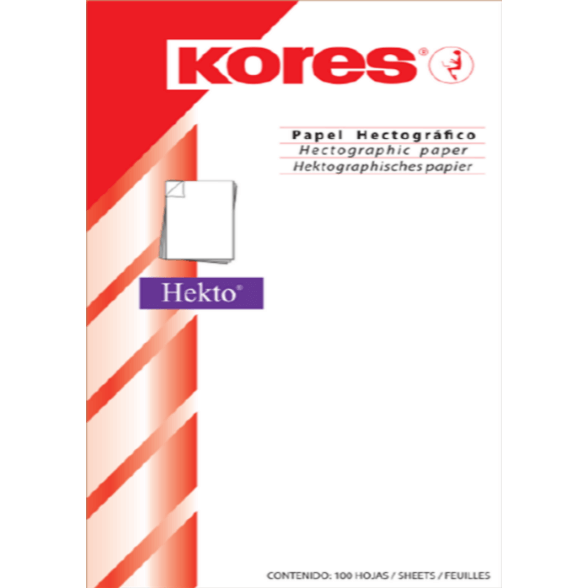 KORES®
Papel Hectográfico
Hectographic paper
Hektographisches papier
Hekto®
CONTENIDO: 100 HOJAS / SHEETS / FEUILLES